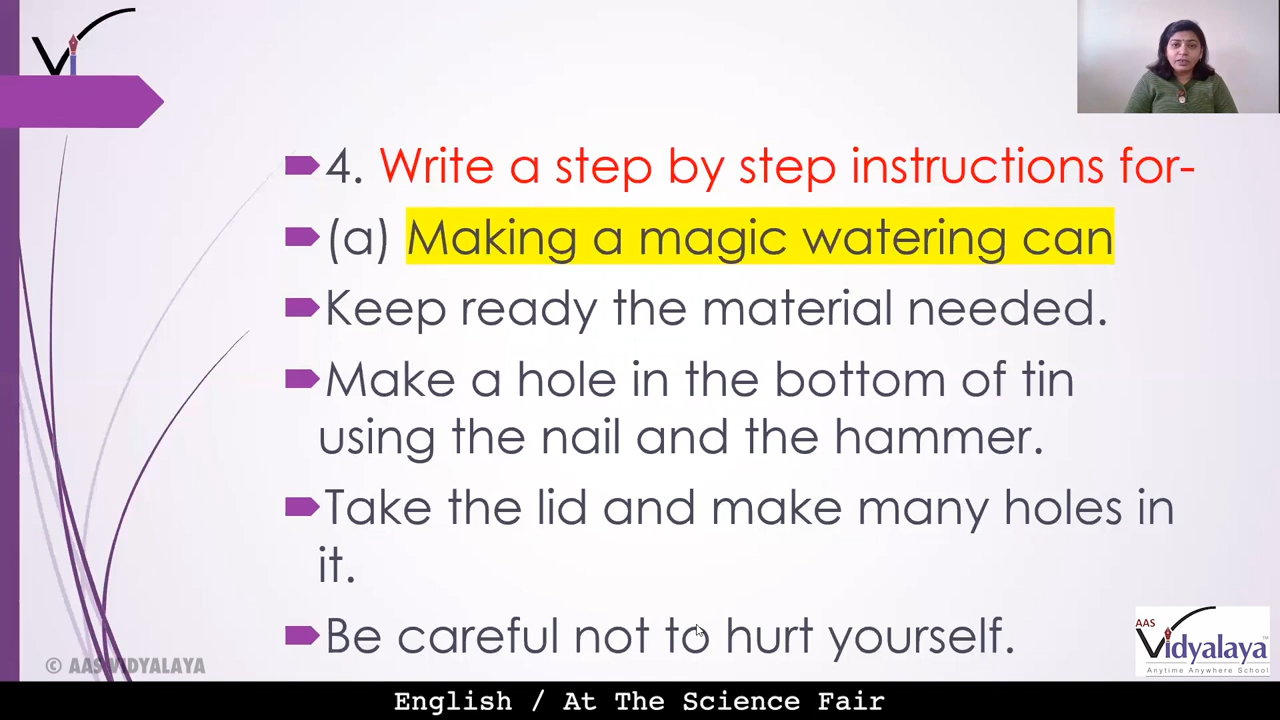 4. Write a step by step instructions for-
(a) Making a magic watering can
Keep ready the material needed.
Make a hole in the bottom of tin
using the nail and the hammer.
Take the lid and make many holes in
it.
Be careful not to hurt yourself.
© AAS VIDYALAYA
AAS
Vidyalaya
Anytime Anywhere School
English / At The Science Fair